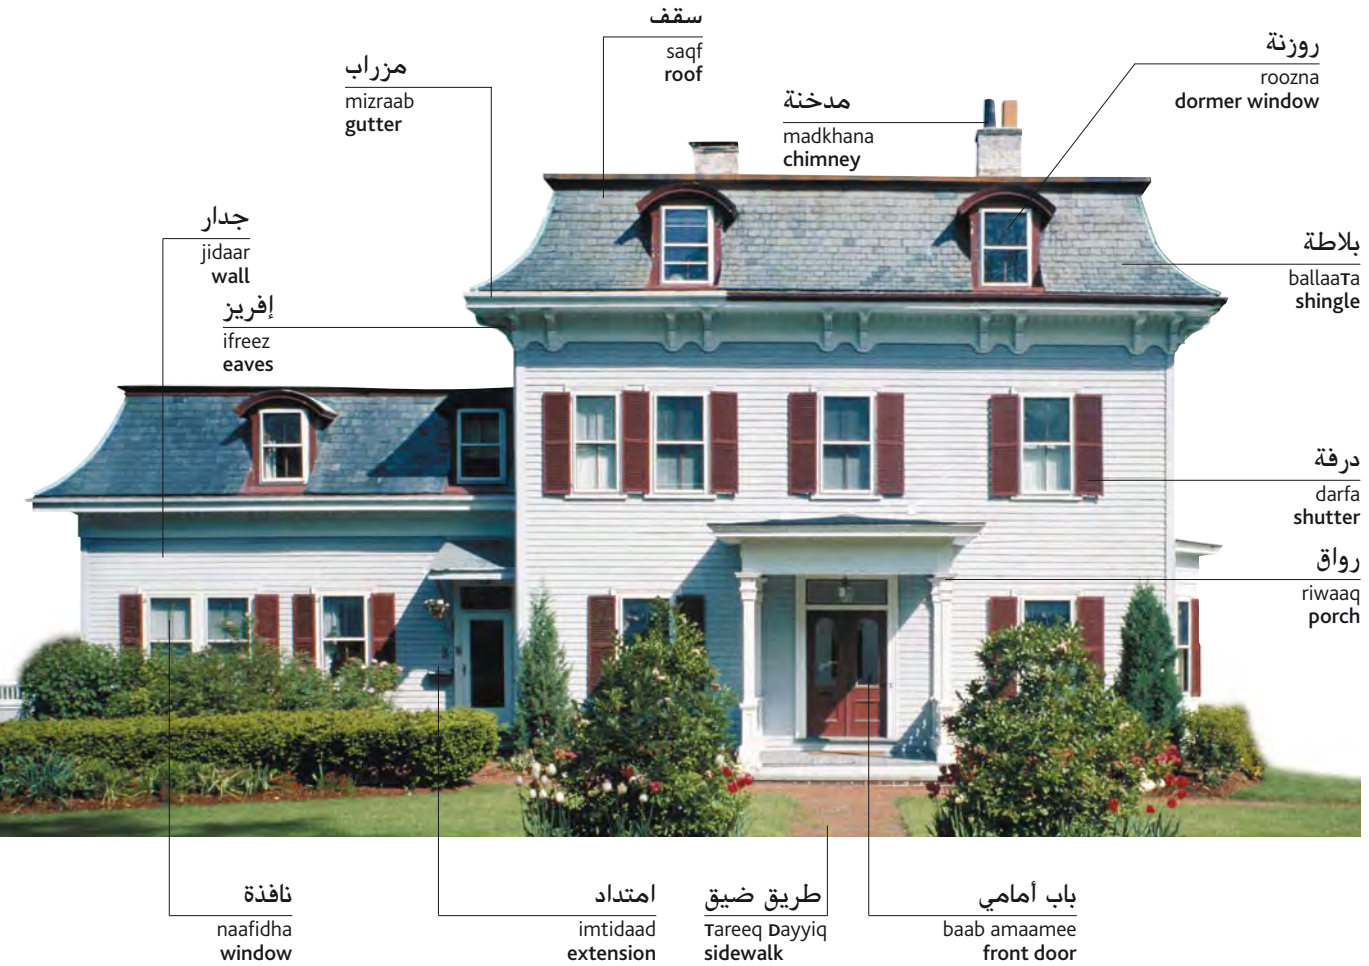 سقف
saqf
roof
روزنة
roozna
dormer window
مزراب
mizraab
gutter
مدخنة
madkhana
chimney
جدار
jidaar
wall
بلاطة
ballaaTa
shingle
إفريز
ifreez
eaves
درفة
darfa
shutter
رواق
riwaaq
porch
نافذة
naafidha
window
امتداد
imtidaad
extension
طريق ضيق
Tareeq Dayyiq
sidewalk
باب أمامي
baab amaamee
front door